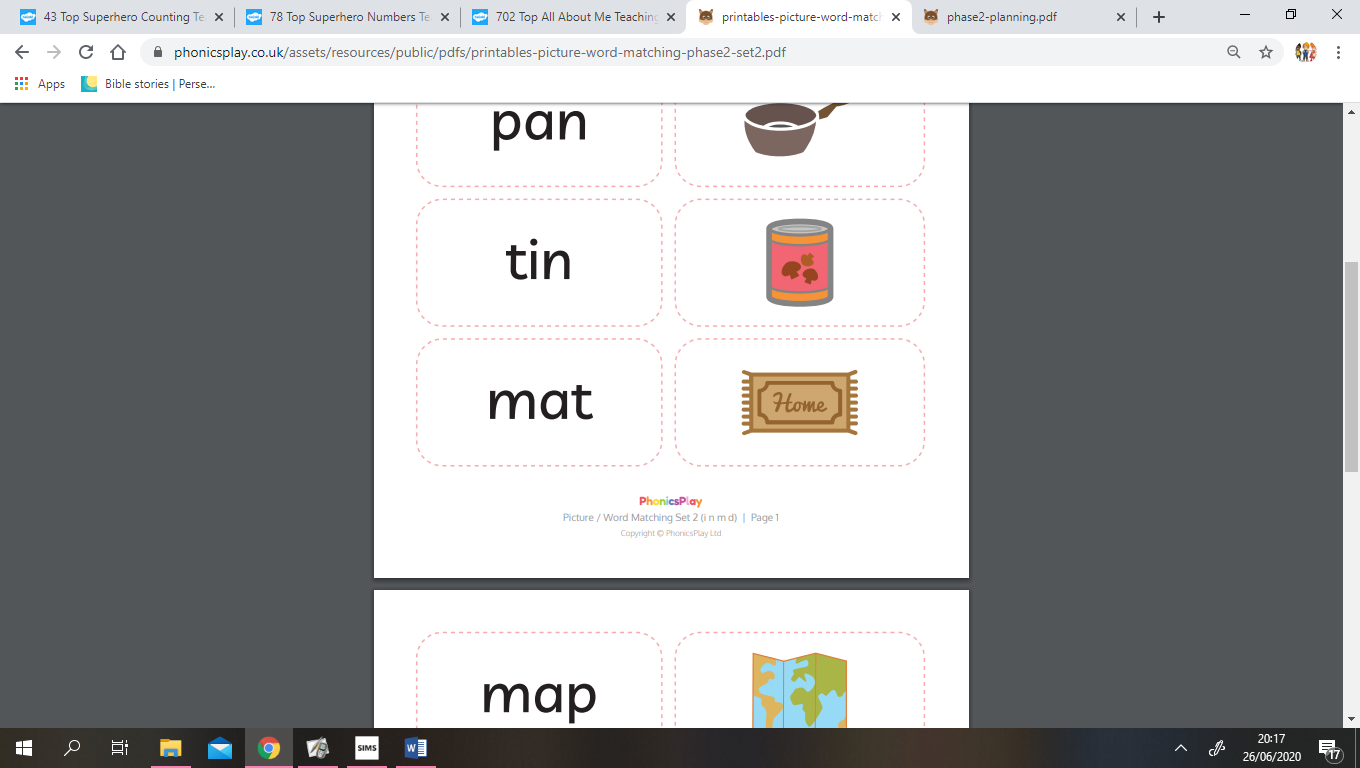 43 Top Superhero Counting Te
78 Top Superhero Numbers Te
702 Top All About Me Teaching
printables-picture-word-match
phase2-planning.pdf
phonicsplay.co.uk/assets/resources/public/pdfs/printables-picture-word-matching-phase2-set2.pdf
Apps
Bible stories | Perse...
pan
tin
mat
Home
PhonicsPlay
Picture / Word Matching Set 2 (i n m d) | Page 1
Copyright © PhonicsPlay Ltd
map
SIMS
W
20:17
26/06/2020
17